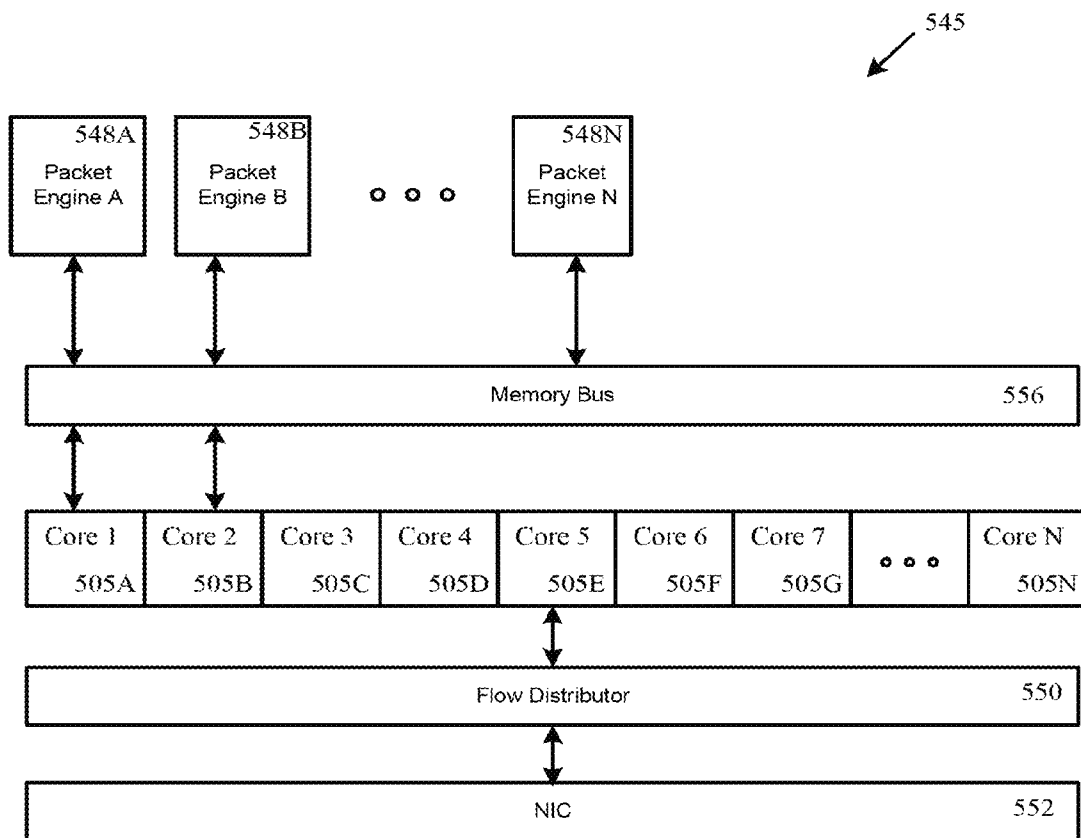 545
548A
Packet
Engine A
548B
Packet
Engine B
548N
Packet
Engine N
Memory Bus
556
Core 1
505A
Core 2
505B
Core 3
505C
Core 4
505D
Core 5
505E
Core 6
505F
Core 7
505G
Core N
505N
Flow Distributor
550
NIC
552